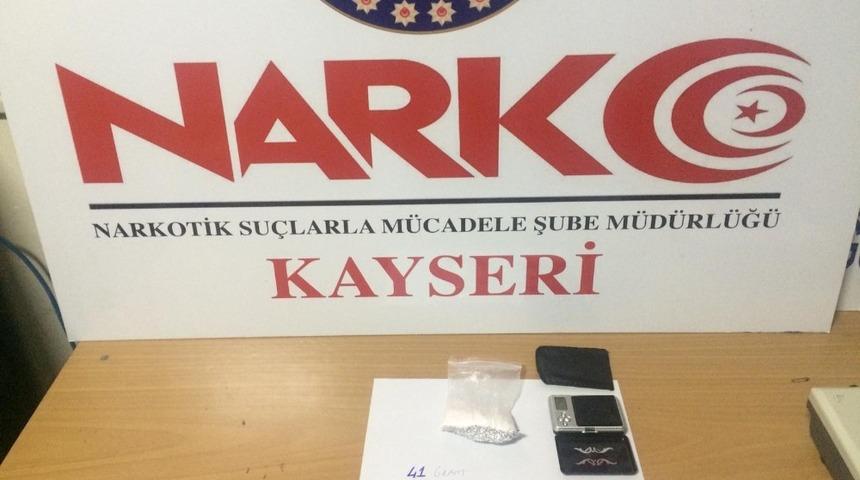 NARKO
NARKOTİK SUÇLARLA MÜCADELE ŞUBE MÜDÜRLÜĞÜ
KAYSERİ
41 GRAM